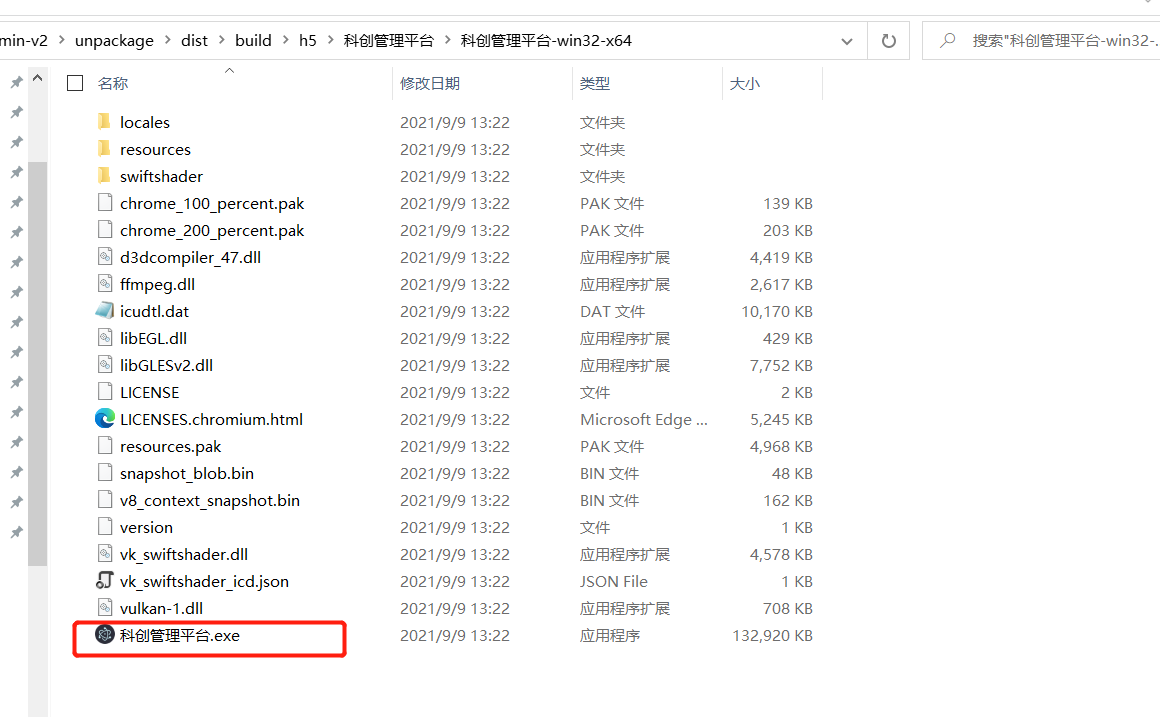 min-v2 > unpackage > dist > build > h5 > 科创管理平台 > 科创管理平台-win32-x64
搜索"科创管理平台-win32-...
名称 修改日期 类型 大小
locales 2021/9/9 13:22 文件夹
resources 2021/9/9 13:22 文件夹
swiftshader 2021/9/9 13:22 文件夹
chrome_100_percent.pak 2021/9/9 13:22 PAK 文件 139 KB
chrome_200_percent.pak 2021/9/9 13:22 PAK 文件 203 KB
d3dcompiler_47.dll 2021/9/9 13:22 应用程序扩展 4,419 KB
ffmpeg.dll 2021/9/9 13:22 应用程序扩展 2,617 KB
icudtl.dat 2021/9/9 13:22 DAT 文件 10,170 KB
libEGL.dll 2021/9/9 13:22 应用程序扩展 429 KB
libGLESv2.dll 2021/9/9 13:22 应用程序扩展 7,752 KB
LICENSE 2021/9/9 13:22 文件 2 KB
LICENSES.chromium.html 2021/9/9 13:22 Microsoft Edge ... 5,245 KB
resources.pak 2021/9/9 13:22 PAK 文件 4,968 KB
snapshot_blob.bin 2021/9/9 13:22 BIN 文件 48 KB
v8_context_snapshot.bin 2021/9/9 13:22 BIN 文件 162 KB
version 2021/9/9 13:22 文件 1 KB
vk_swiftshader.dll 2021/9/9 13:22 应用程序扩展 4,578 KB
vk_swiftshader_icd.json 2021/9/9 13:22 JSON File 1 KB
vulkan-1.dll 2021/9/9 13:22 应用程序扩展 708 KB
科创管理平台.exe 2021/9/9 13:22 应用程序 132,920 KB